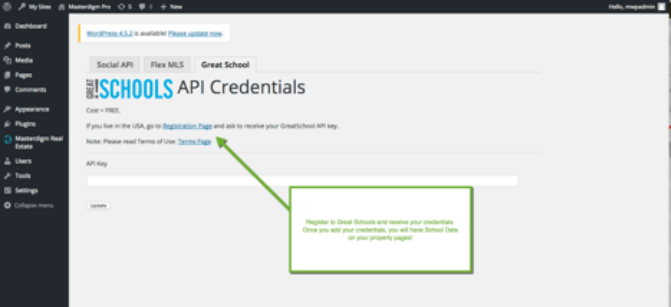 My Sites Masterdigm Pro 5 0 + New Hello, mwpadmin
Dashboard
Posts
Media
Pages
Comments
Appearance
Plugins
Masterdigm Real
Estate
Users
Tools
Settings
Collapse menu
WordPress 4.5.2 is available! Please update now.
Social API Flex MLS Great School
GREAT!SCHOOLS API Credentials
Cost = FREE.
If you live in the USA, go to Registration Page and ask to receive your GreatSchool API key.
Note: Please read Terms of Use: Terms Page
API Key
Update
Register to Great Schools and receive your credentials.
Once you add your credentials, you will have School Data
on your property pages!